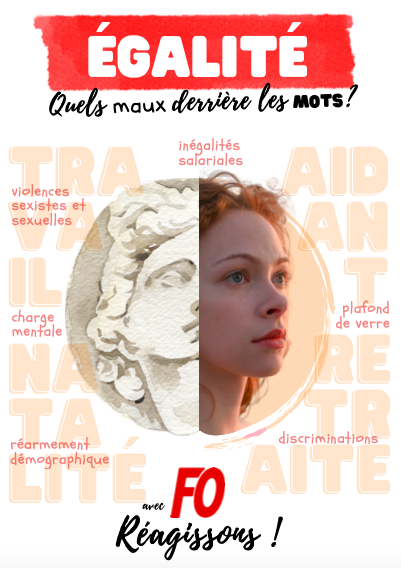 ÉGALITÉ
Quels maux derrière les MOTS?
inégalités
salariales
TRA
VA
IL
NA
TA
LITÉ
AID
AN
T
RE
TR
AITE
violences
sexistes et
sexuelles
charge
mentale
plafond
de verre
réarmement
démographique
discriminations
avec FO
Réagissons !